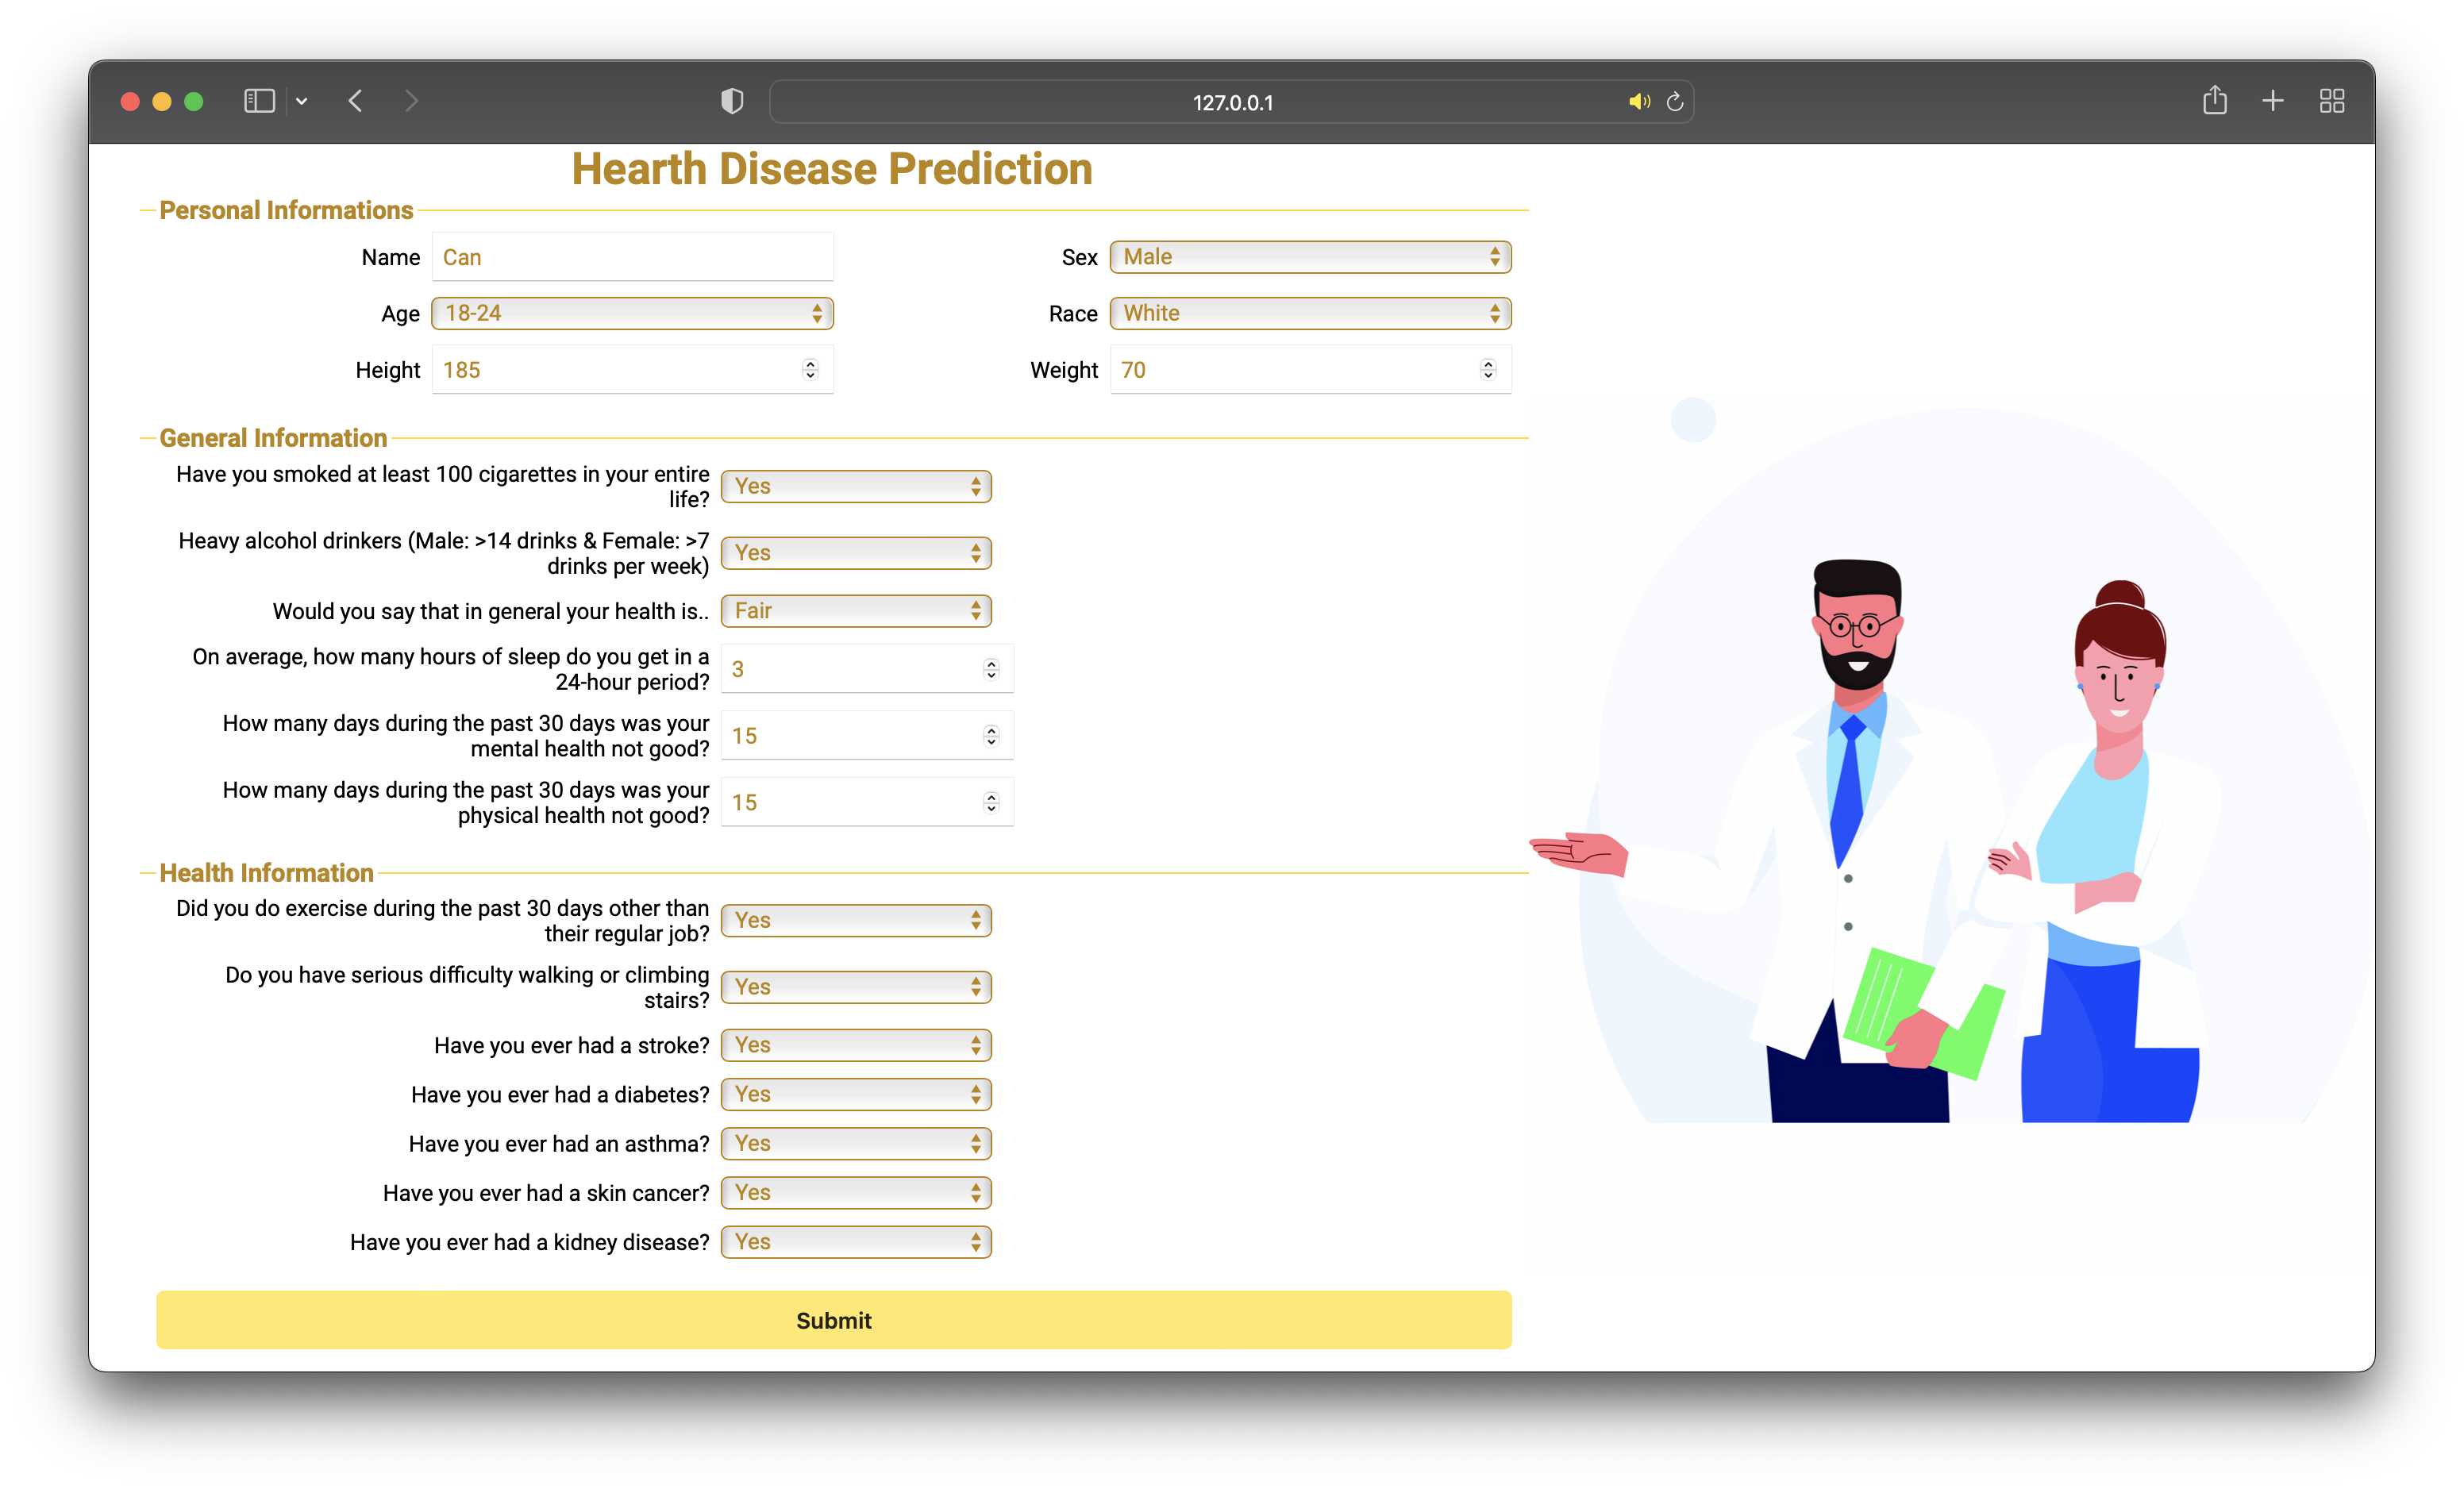 127.0.0.1
Hearth Disease Prediction
Personal Informations
Name Can Sex Male
Age 18-24 Race White
Height 185 Weight 70
General Information
Have you smoked at least 100 cigarettes in your entire
life? Yes
Heavy alcohol drinkers (Male: >14 drinks & Female: >7
drinks per week) Yes
Would you say that in general your health is.. Fair
On average, how many hours of sleep do you get in a
24-hour period? 3
How many days during the past 30 days was your
mental health not good? 15
How many days during the past 30 days was your
physical health not good? 15
Health Information
Did you do exercise during the past 30 days other than
their regular job? Yes
Do you have serious difficulty walking or climbing
stairs? Yes
Have you ever had a stroke? Yes
Have you ever had a diabetes? Yes
Have you ever had an asthma? Yes
Have you ever had a skin cancer? Yes
Have you ever had a kidney disease? Yes
Submit